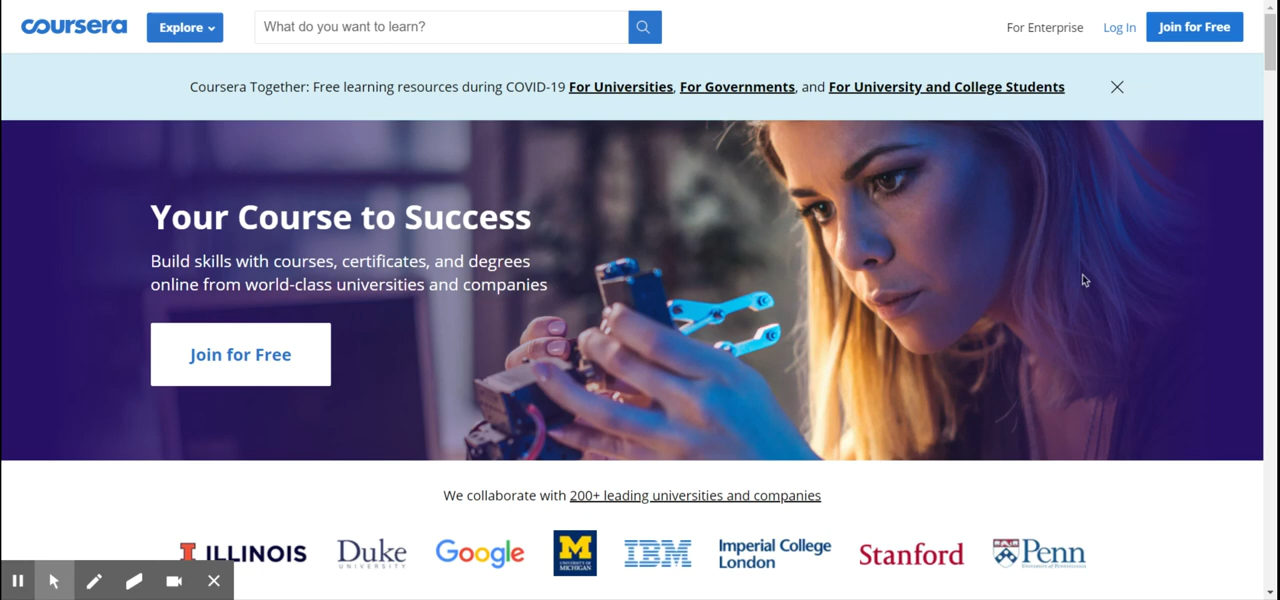 coursera
Explore
What do you want to learn?
For Enterprise
Log In
Join for Free
Coursera Together: Free learning resources during COVID-19 For Universities, For Governments, and For University and College Students
Your Course to Success
Build skills with courses, certificates, and degrees
online from world-class universities and companies
Join for Free
We collaborate with 200+ leading universities and companies
I ILLINOIS
Duke
UNIVERSITY
Google
M
UNIVERSITY OF
MICHIGAN
IBM
Imperial College
London
Stanford
Penn
University of Pennsylvania